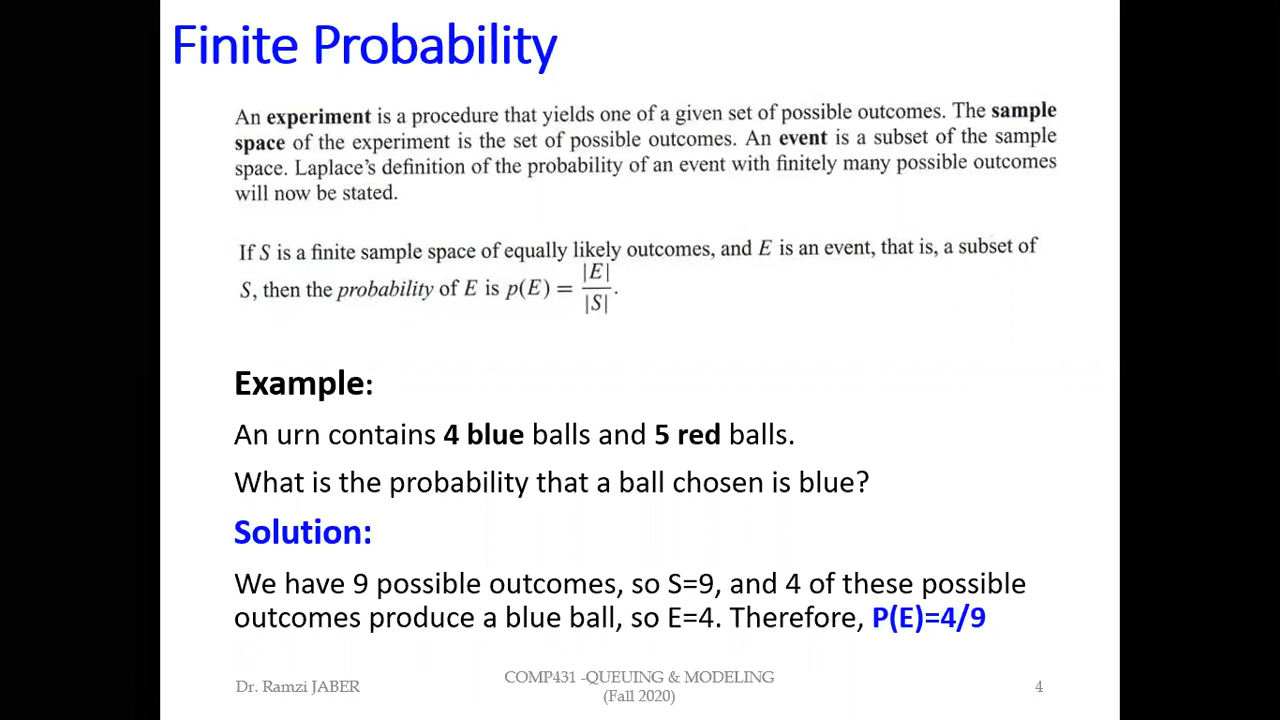 Finite Probability
An experiment is a procedure that yields one of a given set of possible outcomes. The sample
space of the experiment is the set of possible outcomes. An event is a subset of the sample
space. Laplace's definition of the probability of an event with finitely many possible outcomes
will now be stated.
If S is a finite sample space of equally likely outcomes, and E is an event, that is, a subset of
S, then the probability of E is p(E) = |E| / |S|.
Example:
An urn contains 4 blue balls and 5 red balls.
What is the probability that a ball chosen is blue?
Solution:
We have 9 possible outcomes, so S=9, and 4 of these possible
outcomes produce a blue ball, so E=4. Therefore, P(E)=4/9
Dr. Ramzi JABER
COMP431 -QUEUING & MODELING
(Fall 2020)
4